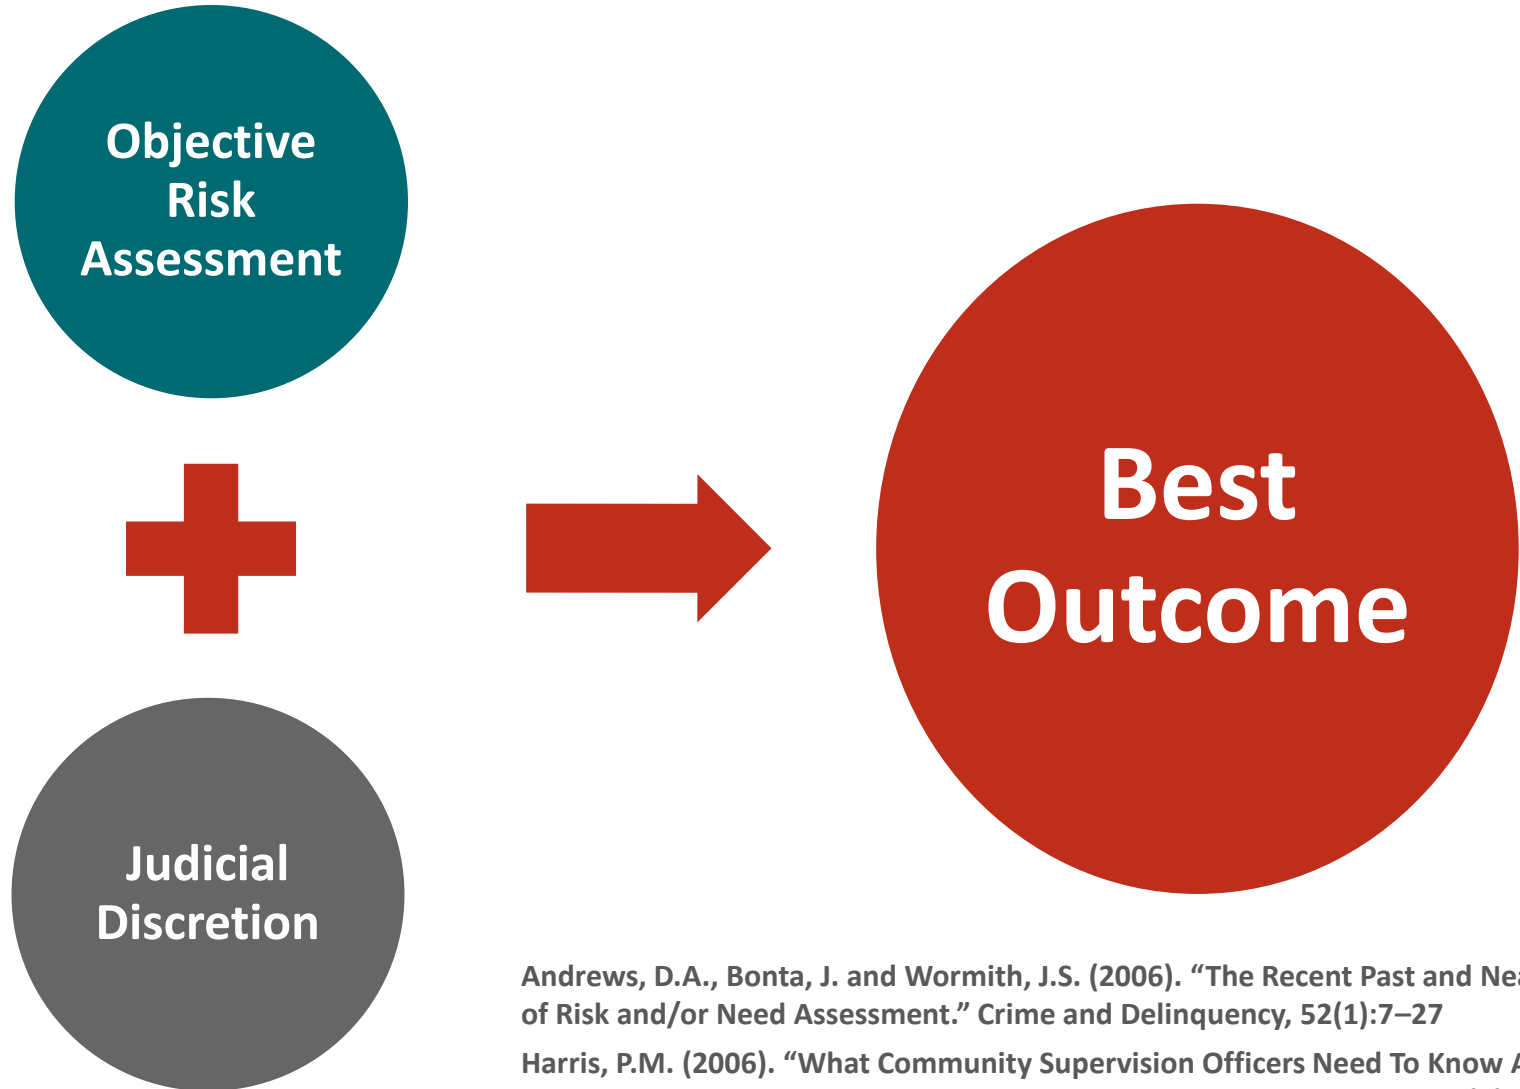 Objective
Risk
Assessment
Judicial
Discretion
Best
Outcome
Andrews, D.A., Bonta, J. and Wormith, J.S. (2006). “The Recent Past and
of Risk and/or Need Assessment.” Crime and Delinquency, 52(1):7–27
Harris, P.M. (2006). “What Community Supervision Officers Need To Know